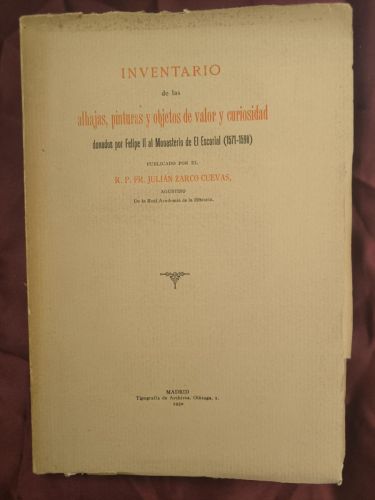 INVENTARIO
de las
alhajas, pinturas y objetos de valor y curiosidad
donados por Felipe II al Monasterio de El Escorial (1571-1598)
PUBLICADO POR EL
R. P. FR. JULIÁN ZARCO CUEVAS,
AGUSTINO
De la Real Academia de la Historia.
MADRID
Tipografía de Archivos. Olózaga, 1.
1930